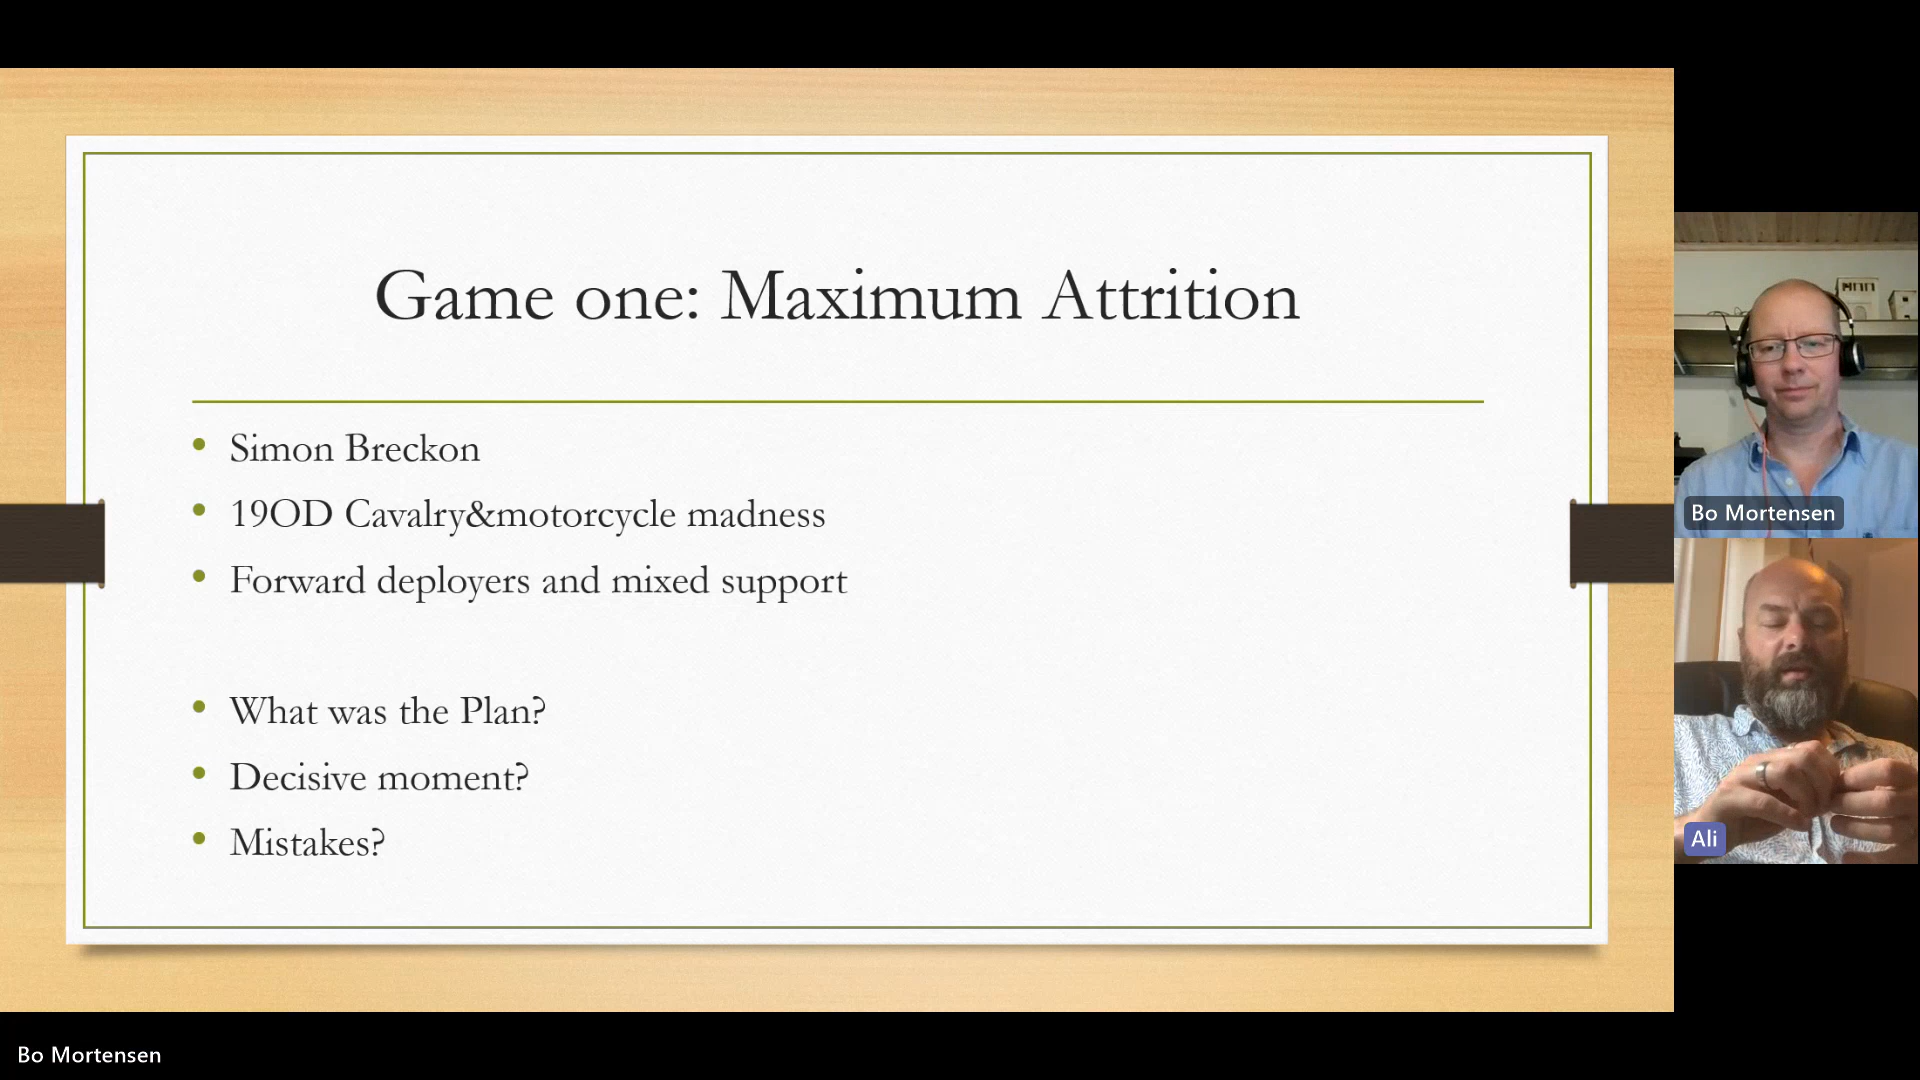 Game one: Maximum Attrition
Simon Breckon
19OD Cavalry&motorcycle madness
Forward deployers and mixed support
What was the Plan?
Decisive moment?
Mistakes?
Bo Mortensen
Ali
Bo Mortensen